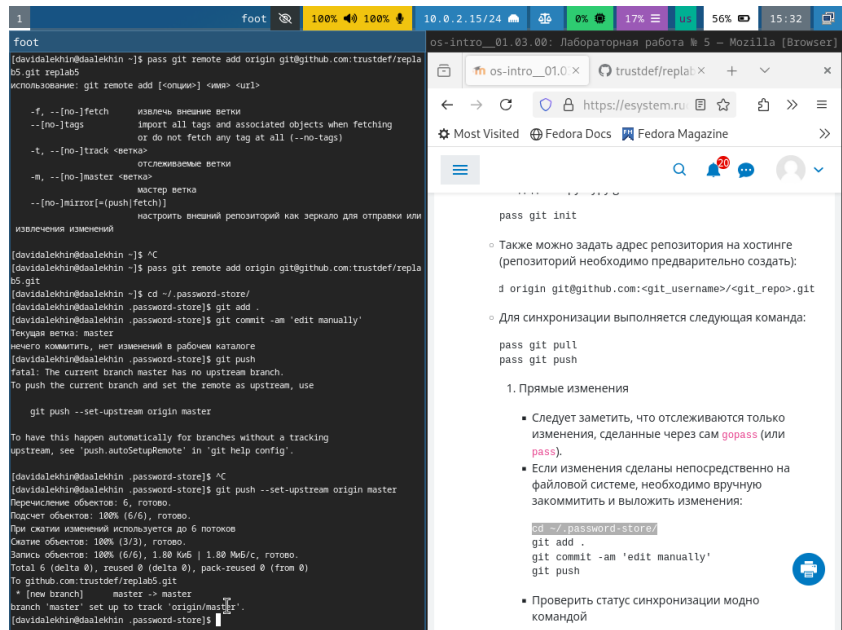 1
foot
100% 100%
10.0.2.15/24
0%
17%
us
56%
15:32
foot
[davidalekhin@daalekhin ~]$ pass git remote add origin git@github.com:trustdef/repla
b5.git replab5
использование: git remote add [<опции>] <имя> <url>
-f, --[no-]fetch извлечь внешние ветки
--[no-]tags import all tags and associated objects when fetching
or do not fetch any tag at all (--no-tags)
-t, --[no-]track <ветка>
отслеживаемые ветки
-m, --[no-]master <ветка>
мастер ветка
--[no-]mirror[=(push|fetch)]
настроить внешний репозиторий как зеркало для отправки или
извлечения изменений
[davidalekhin@daalekhin ~]$ ^C
[davidalekhin@daalekhin ~]$ pass git remote add origin git@github.com:trustdef/repla
b5.git
[davidalekhin@daalekhin ~]$ cd ~/.password-store/
[davidalekhin@daalekhin .password-store]$ git add .
[davidalekhin@daalekhin .password-store]$ git commit -am 'edit manually'
Текущая ветка: master
нечего коммитить, нет изменений в рабочем каталоге
[davidalekhin@daalekhin .password-store]$ git push
fatal: The current branch master has no upstream branch.
To push the current branch and set the remote as upstream, use
git push --set-upstream origin master
To have this happen automatically for branches without a tracking
upstream, see 'push.autoSetupRemote' in 'git help config'.
[davidalekhin@daalekhin .password-store]$ ^C
[davidalekhin@daalekhin .password-store]$ git push --set-upstream origin master
Перечисление объектов: 6, готово.
Подсчет объектов: 100% (6/6), готово.
При сжатии изменений используется до 6 потоков
Сжатие объектов: 100% (3/3), готово.
Запись объектов: 100% (6/6), 1.80 КиБ | 1.80 МиБ/с, готово.
Total 6 (delta 0), reused 0 (delta 0), pack-reused 0 (from 0)
To github.com:trustdef/replab5.git
* [new branch] master -> master
branch 'master' set up to track 'origin/master'.
[davidalekhin@daalekhin .password-store]$
os-intro__01.03.00: Лабораторная работа № 5 — Mozilla [Browser]
os-intro__01.0
trustdef/replab
https://esystem.ru
Most Visited
Fedora Docs
Fedora Magazine
20
pass git init
Также можно задать адрес репозитория на хостинге
(репозиторий необходимо предварительно создать):
d origin git@github.com:<git_username>/<git_repo>.git
Для синхронизации выполняется следующая команда:
pass git pull
pass git push
1. Прямые изменения
Следует заметить, что отслеживаются только
изменения, сделанные через сам gopass (или
pass).
Если изменения сделаны непосредственно на
файловой системе, необходимо вручную
закоммитить и выложить изменения:
cd ~/.password-store/
git add .
git commit -am 'edit manually'
git push
Проверить статус синхронизации модно
командой